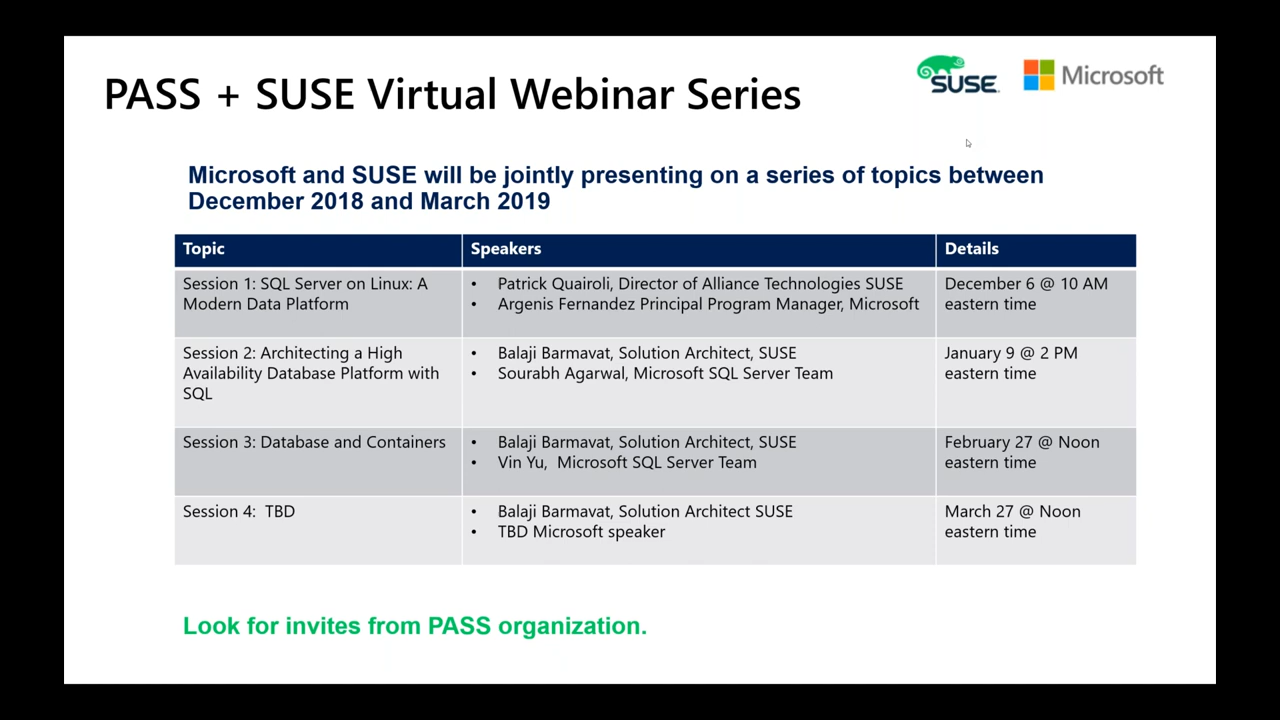 PASS + SUSE Virtual Webinar Series
SUSE
Microsoft
Microsoft and SUSE will be jointly presenting on a series of topics between
December 2018 and March 2019
Topic
Speakers
Details
Session 1: SQL Server on Linux: A
Modern Data Platform
• Patrick Quairoli, Director of Alliance Technologies SUSE
• Argenis Fernandez Principal Program Manager, Microsoft
December 6 @ 10 AM
eastern time
Session 2: Architecting a High
Availability Database Platform with
SQL
• Balaji Barmavat, Solution Architect, SUSE
• Sourabh Agarwal, Microsoft SQL Server Team
January 9 @ 2 PM
eastern time
Session 3: Database and Containers
• Balaji Barmavat, Solution Architect, SUSE
• Vin Yu,  Microsoft SQL Server Team
February 27 @ Noon
eastern time
Session 4:  TBD
• Balaji Barmavat, Solution Architect SUSE
• TBD Microsoft speaker
March 27 @ Noon
eastern time
Look for invites from PASS organization.